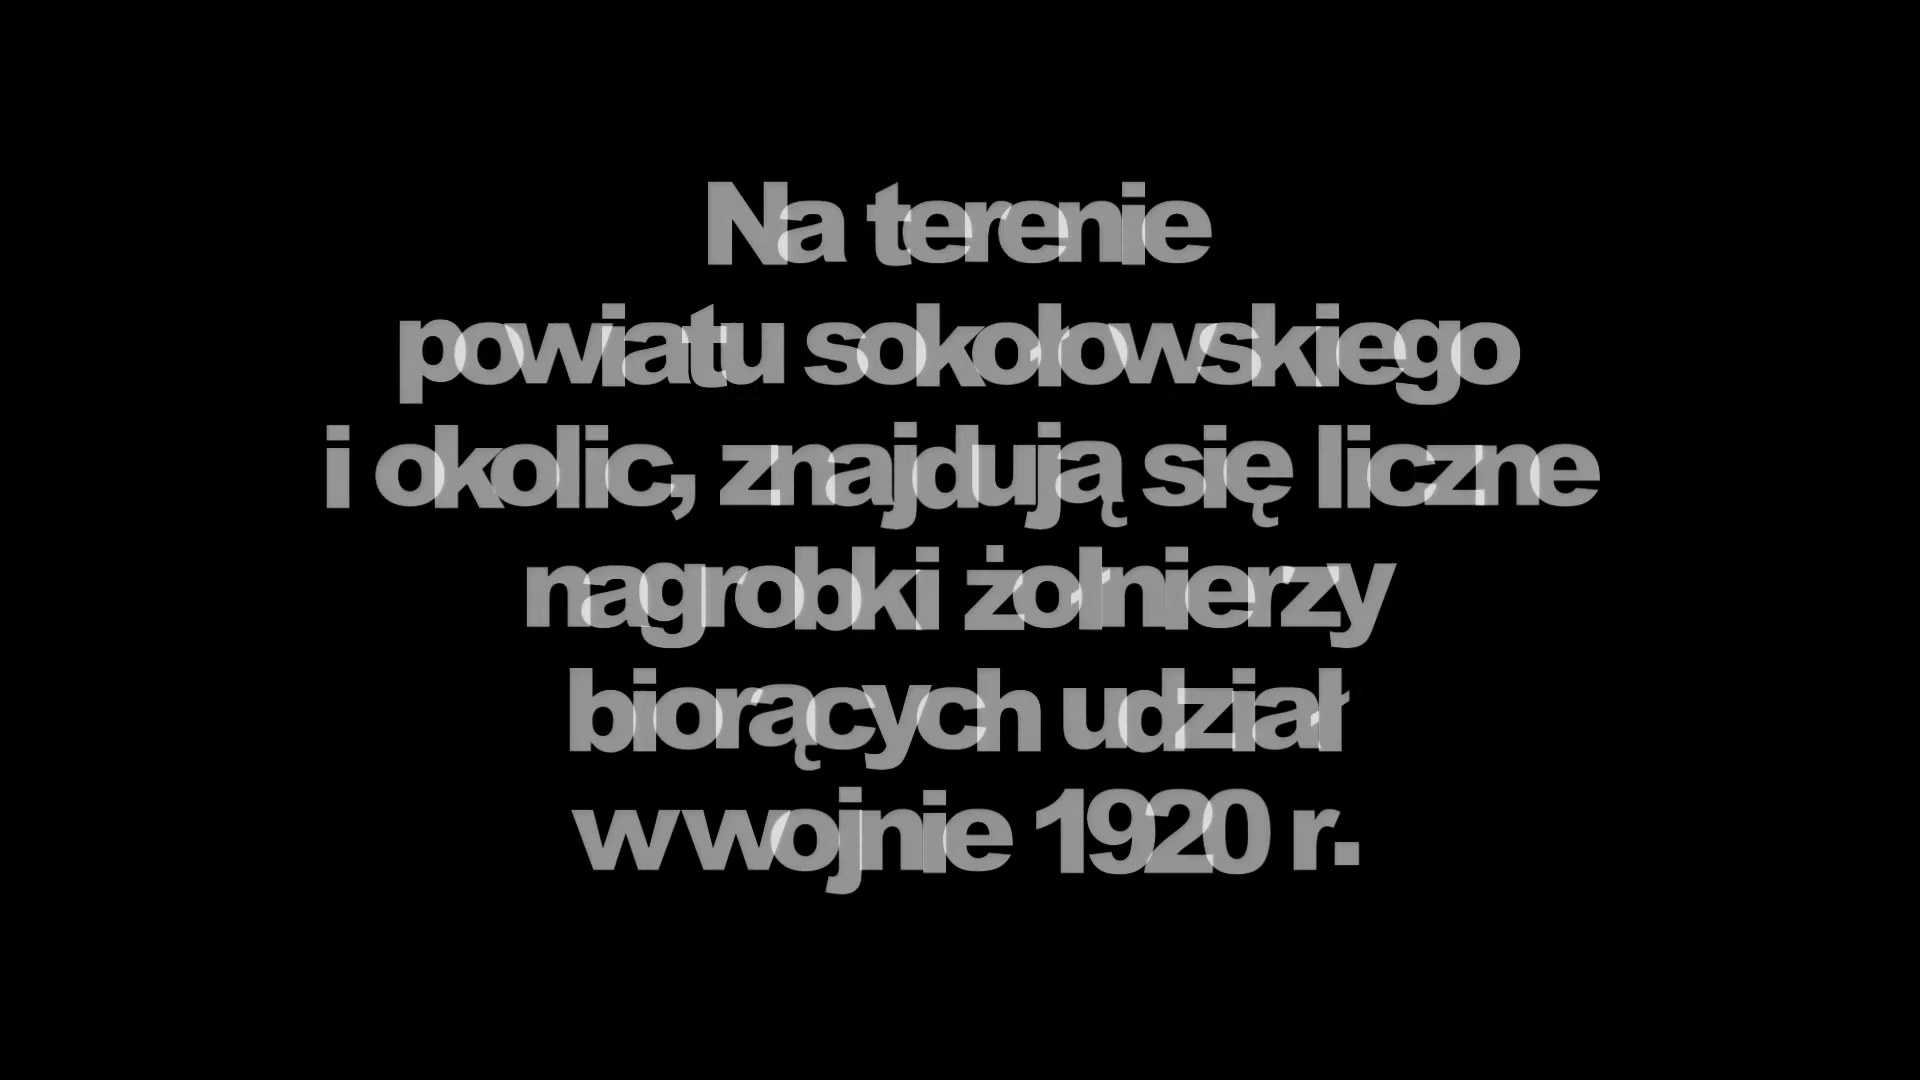 Na terenie
powiatu sokołowskiego
i okolic, znajdują się liczne
nagrobki żołnierzy
biorących udział
w wojnie 1920 r.